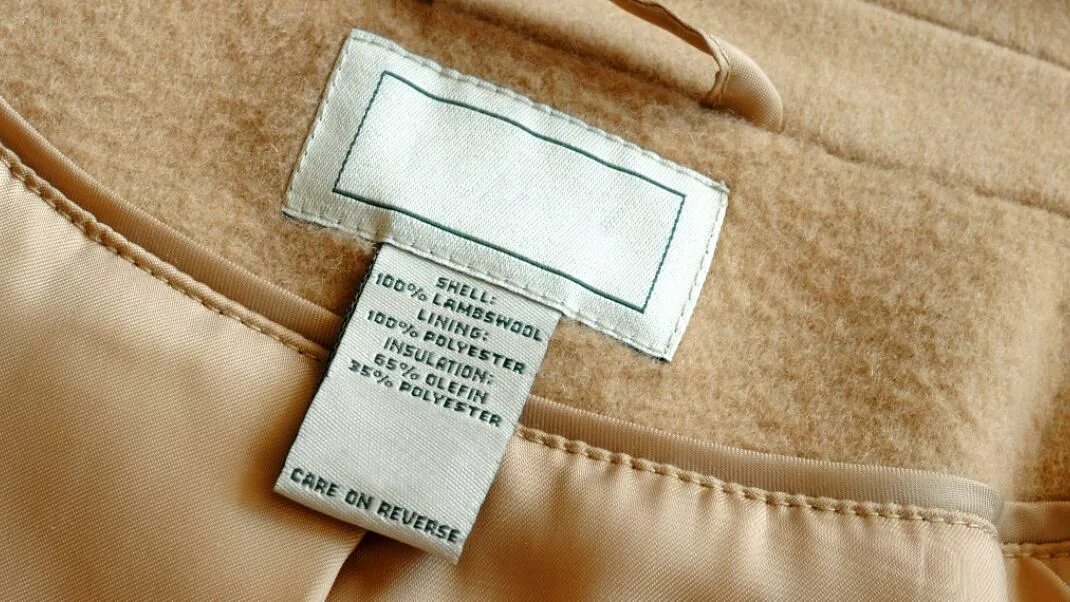 SHELL:
100% LAMBSWOOL
LINING:
100% POLYESTER
INSULATION:
65% OLEFIN
35% POLYESTER
CARE ON REVERSE